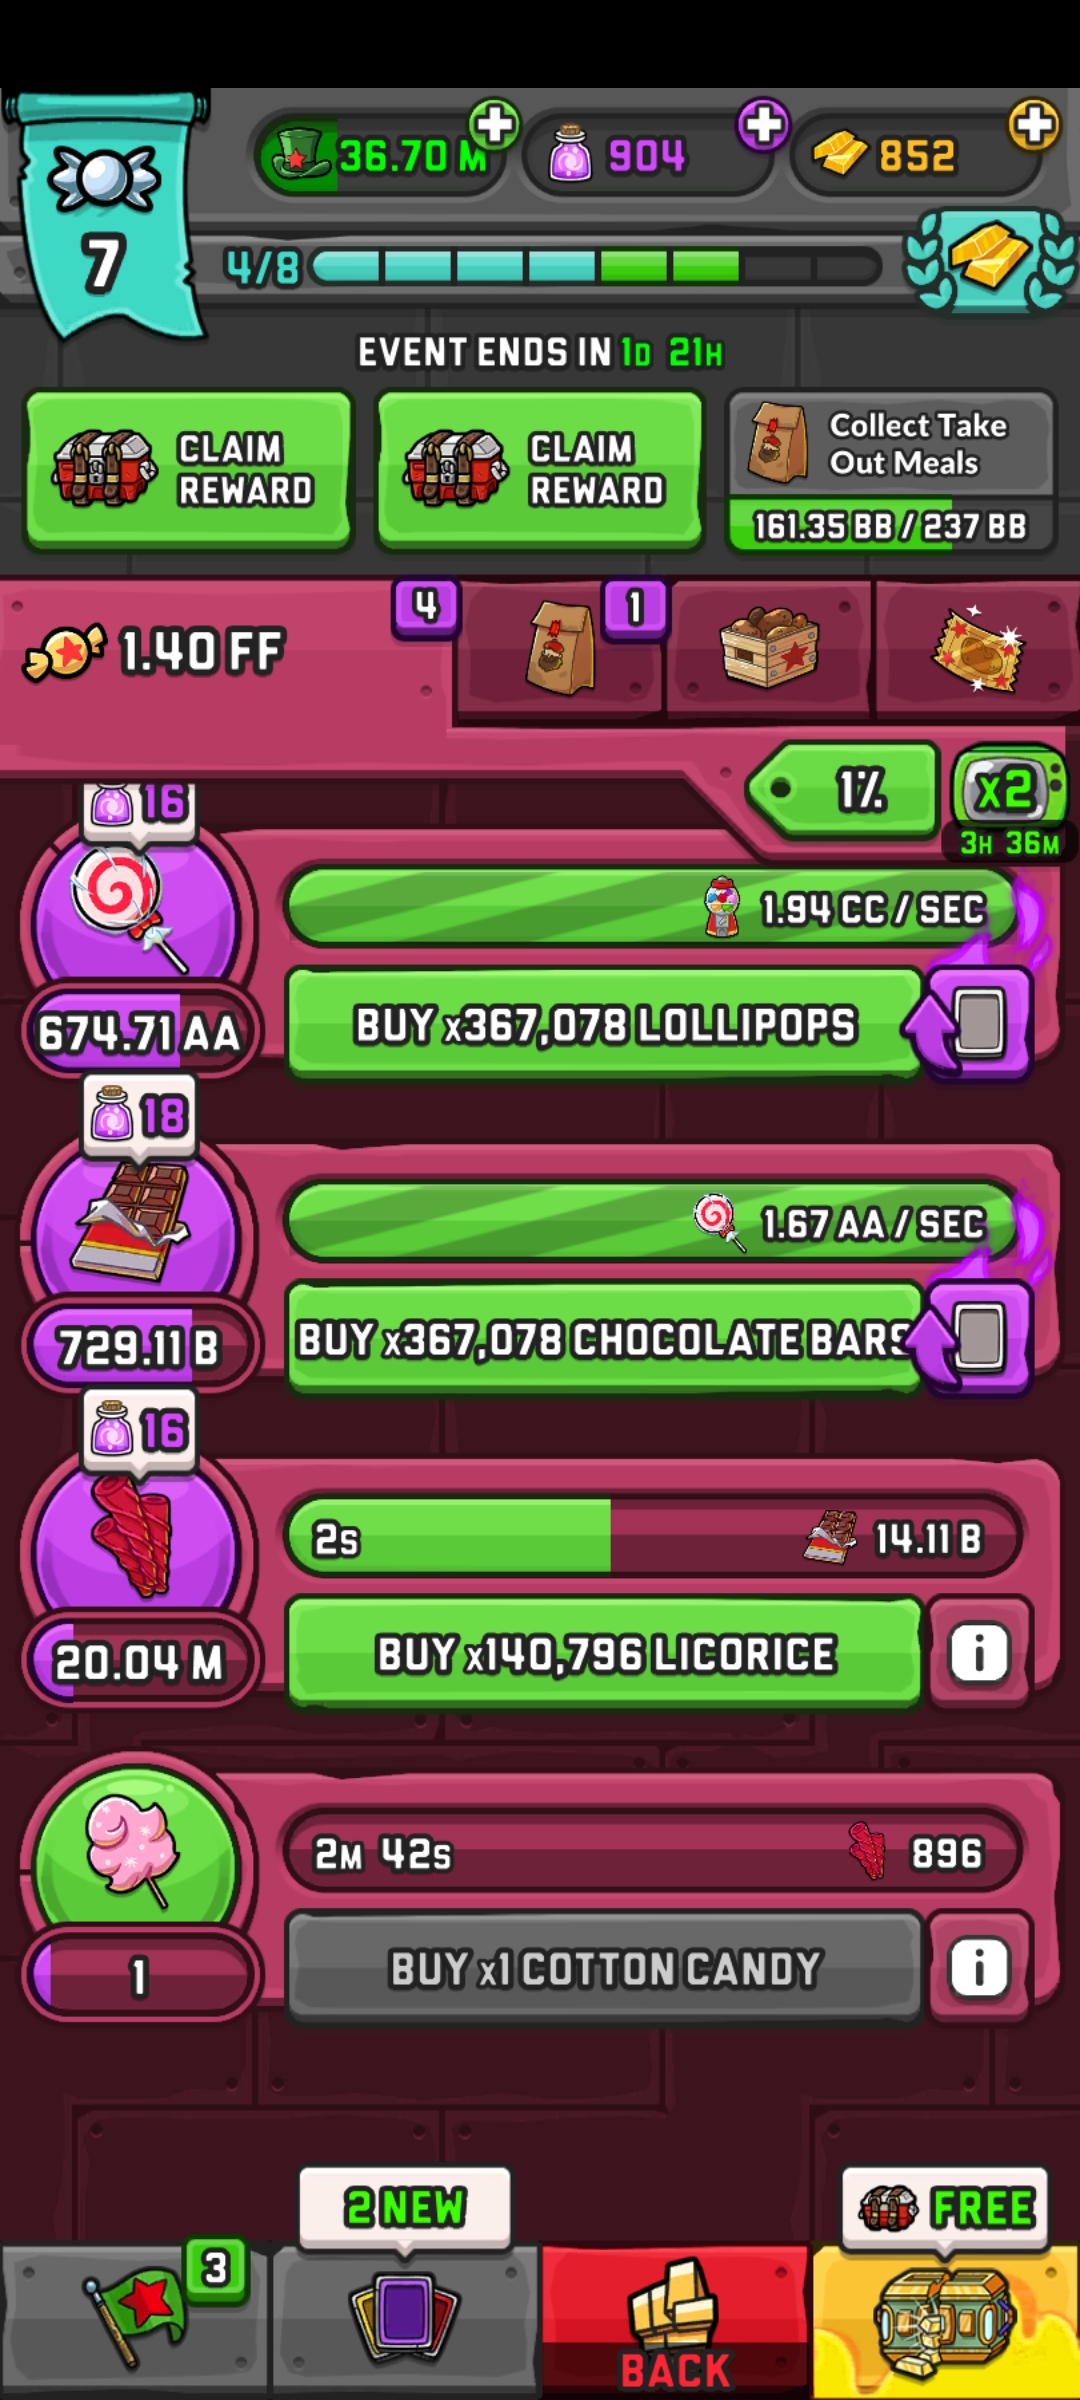 36.70 M
904
852
7
4/8
EVENT ENDS IN 1D 21H
CLAIM
REWARD
CLAIM
REWARD
Collect Take
Out Meals
161.35 BB / 237 BB
1.40 FF
4
1
1%
x2
3H 36M
16
1.94 CC / SEC
BUY x367,078 LOLLIPOPS
674.71 AA
18
1.67 AA / SEC
BUY x367,078 CHOCOLATE BARS
729.11 B
16
2S
14.11 B
BUY x140,796 LICORICE
i
20.04 M
2M 42S
896
BUY x1 COTTON CANDY
i
1
2 NEW
FREE
3
BACK